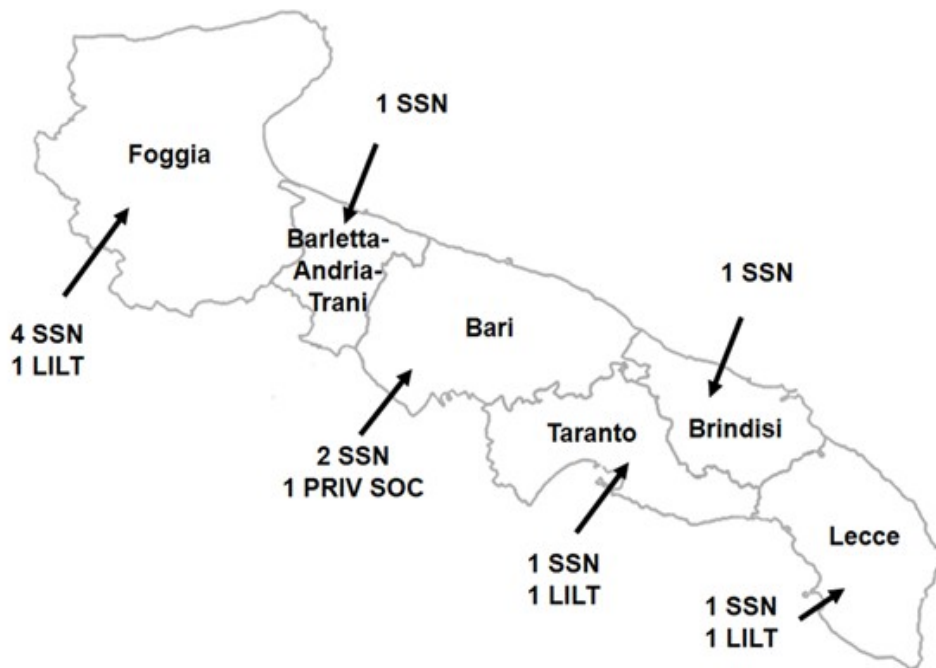 1 SSN
Foggia
Barletta-
Andria-
Trani
1 SSN
4 SSN
1 LILT
Bari
Taranto
Brindisi
2 SSN
1 PRIV SOC
Lecce
1 SSN
1 LILT
1 SSN
1 LILT